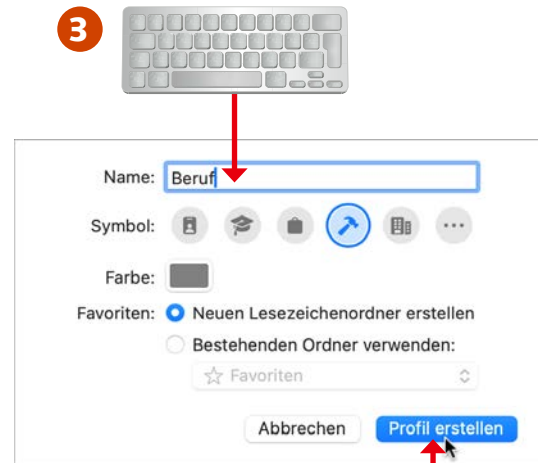 3
Name: Beruf
Symbol:
Farbe:
Favoriten: Neuen Lesezeichenordner erstellen
Bestehenden Ordner verwenden:
Favoriten
Abbrechen Profil erstellen